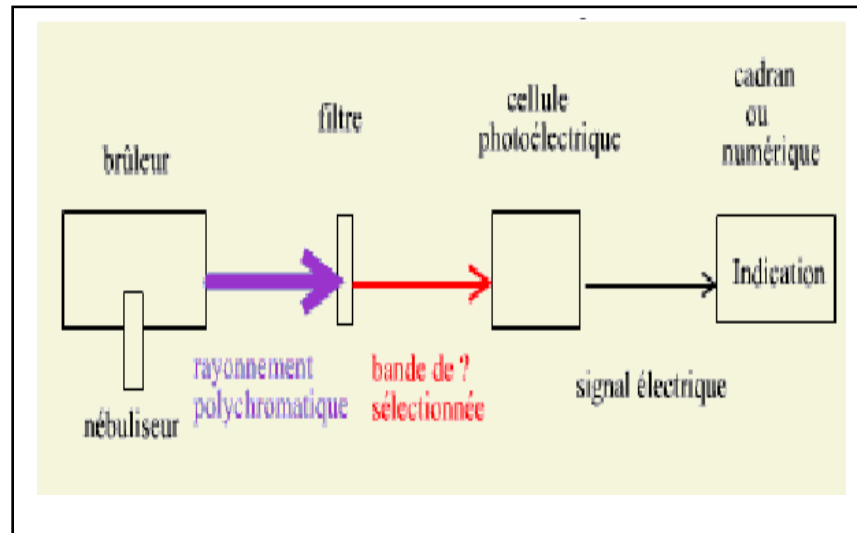 brûleur
filtre
cellule
photoélectrique
cadran
ou
numérique
Indication
rayonnement
polychromatique
bande de ?
sélectionnée
signal électrique
nébuliseur